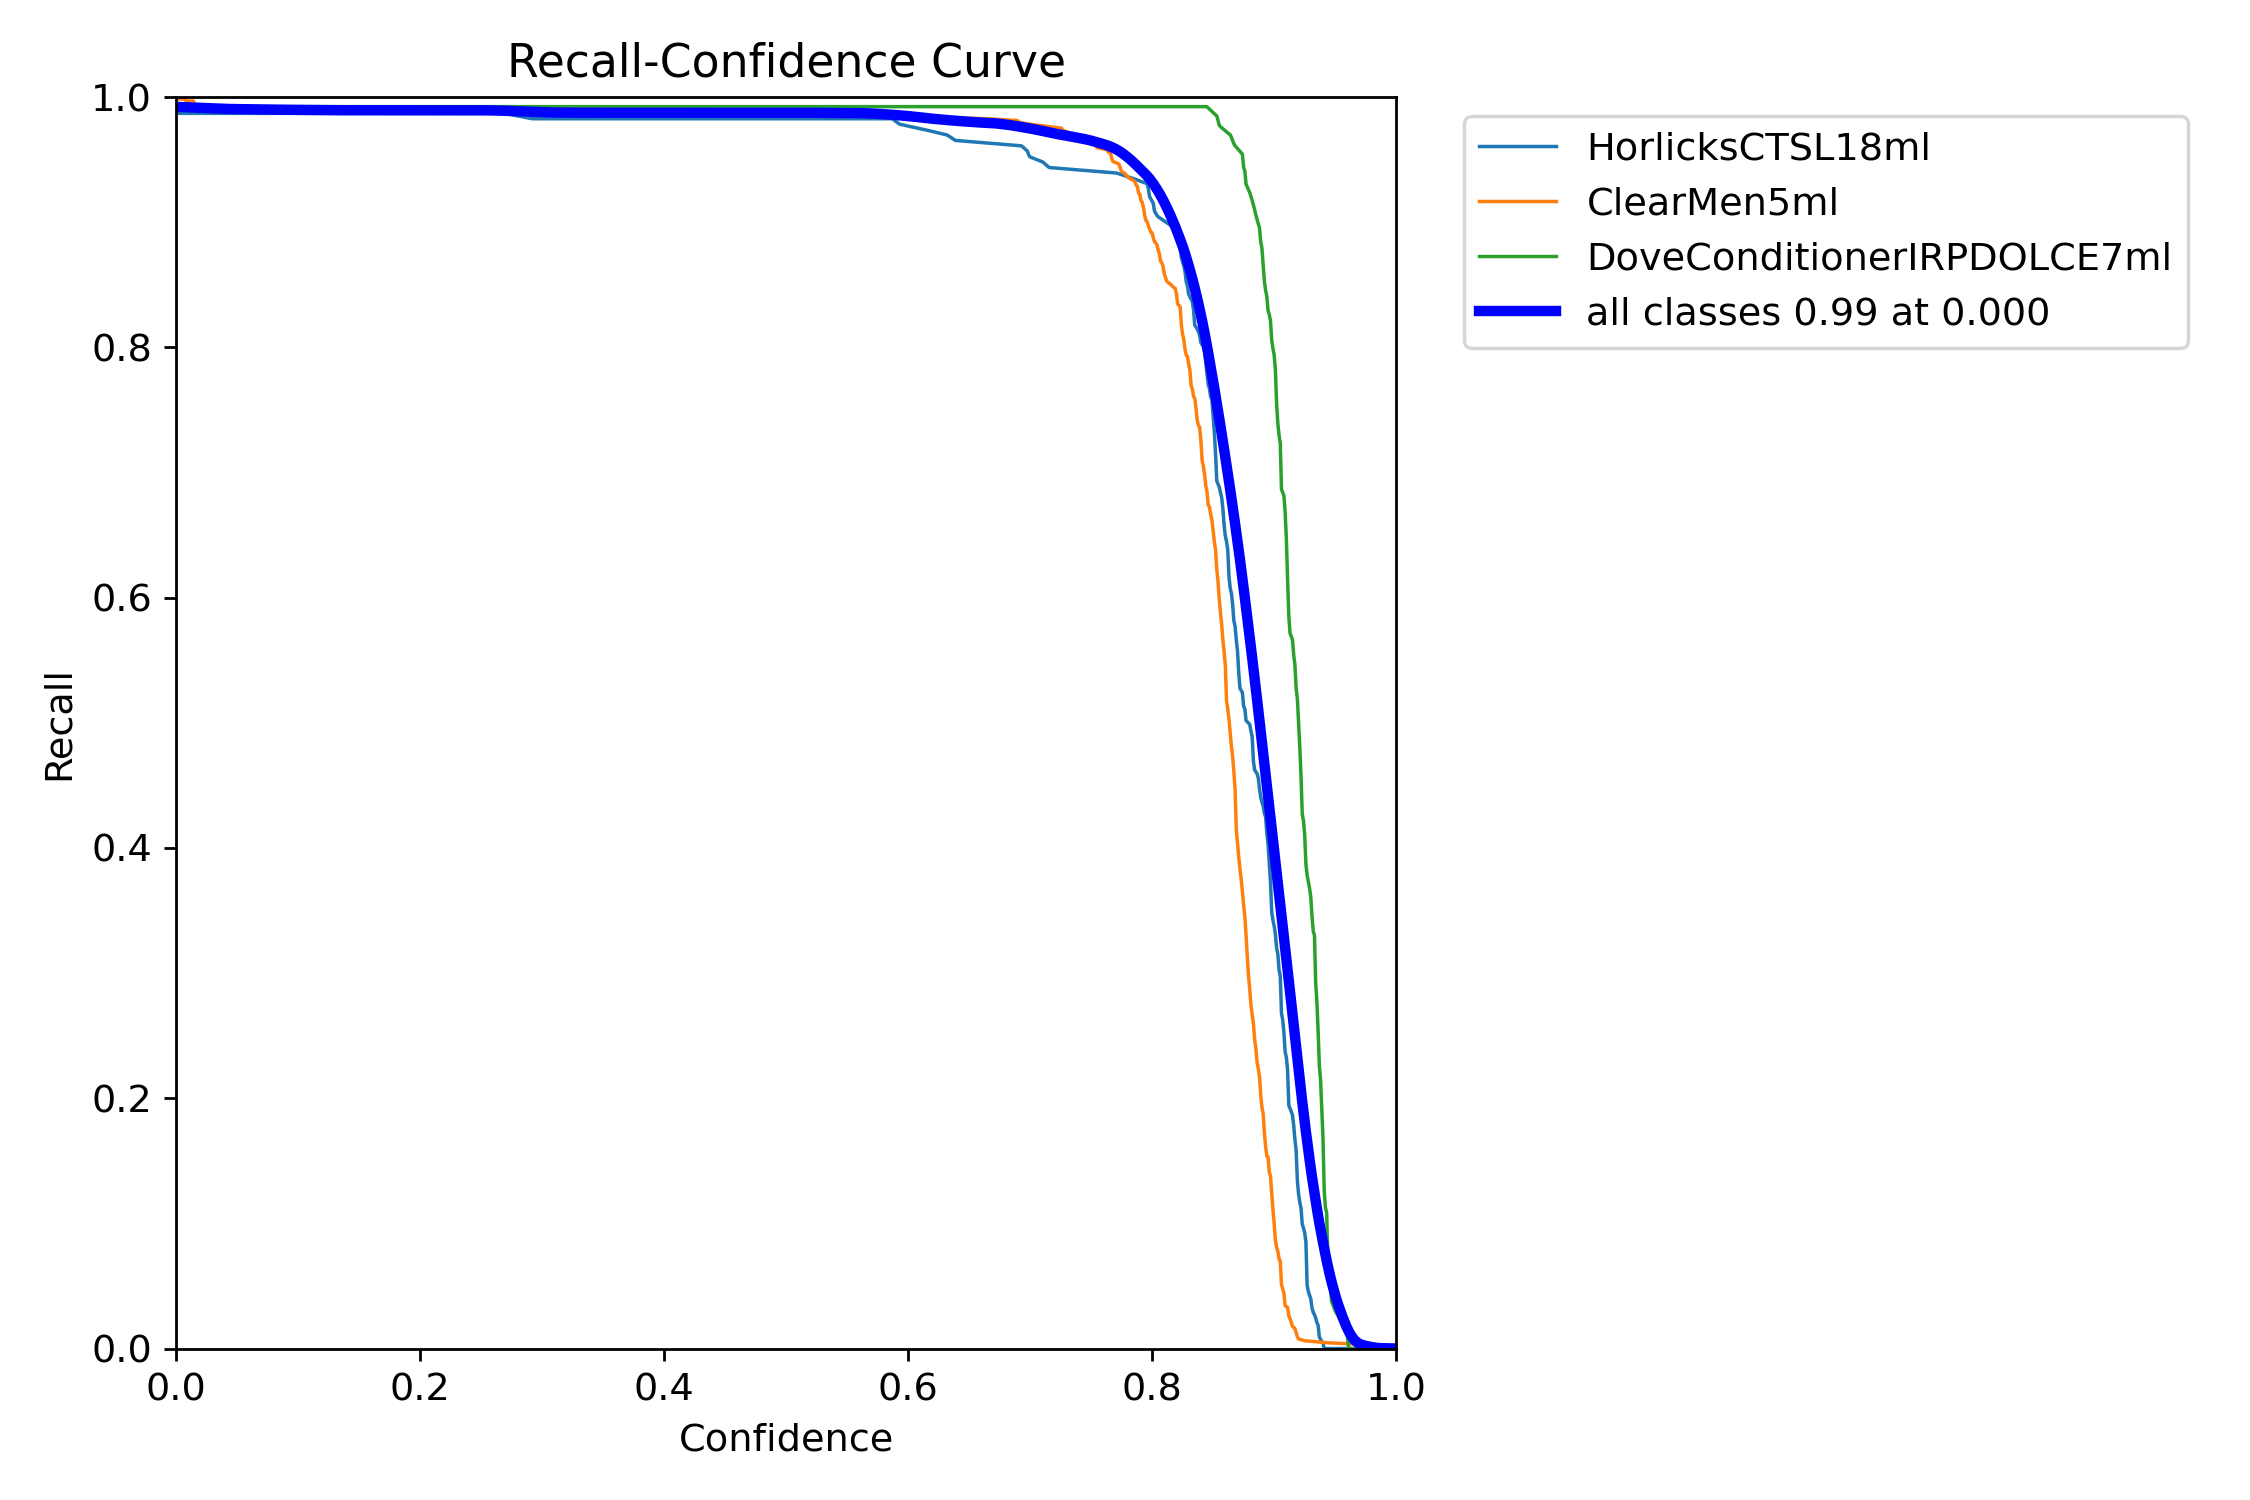 Recall-Confidence Curve
1.0
0.8
0.6
0.4
0.2
0.0
Recall
0.0 0.2 0.4 0.6 0.8 1.0
Confidence
HorlicksCTSL18ml
ClearMen5ml
DoveConditionerIRPDOLCE7ml
all classes 0.99 at 0.000